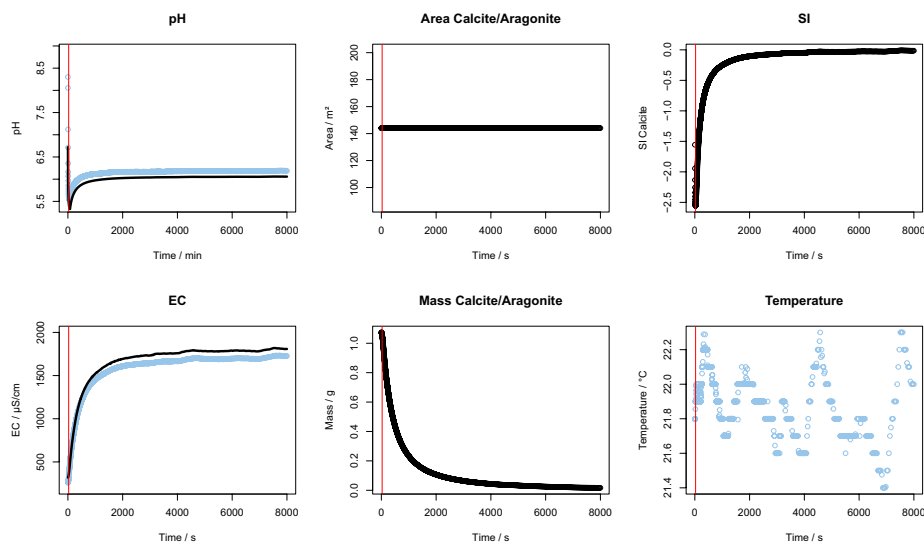 pH
8.5
7.5
6.5
5.5
pH
0 2000 4000 6000 8000
Time / min
Area Calcite/Aragonite
200
180
160
140
120
100
Area / m²
0 2000 4000 6000 8000
Time / s
SI
0.0
−0.5
−1.0
−1.5
−2.0
−2.5
SI Calcite
0 2000 4000 6000 8000
Time / s
EC
2000
1500
1000
500
EC / µS/cm
0 2000 4000 6000 8000
Time / s
Mass Calcite/Aragonite
1.0
0.8
0.6
0.4
0.2
0.0
Mass / g
0 2000 4000 6000 8000
Time / s
Temperature
22.2
22.0
21.8
21.6
21.4
Temperature / °C
0 2000 4000 6000 8000
Time / s